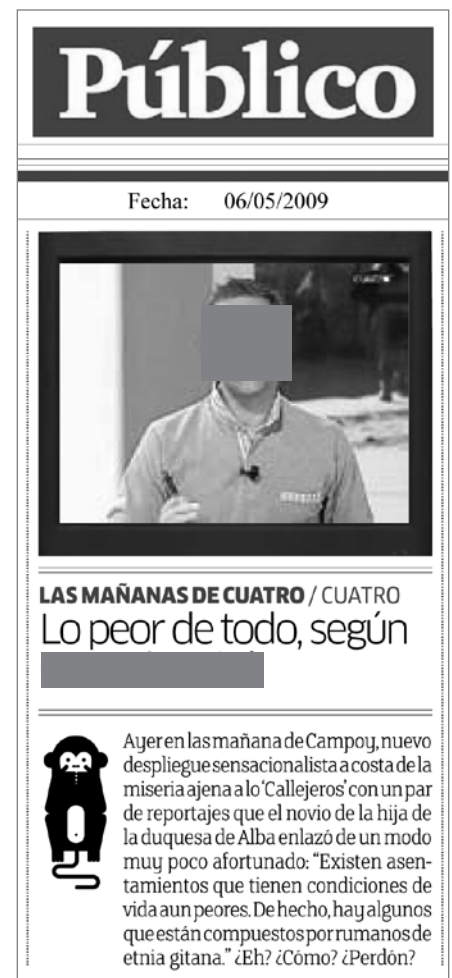 Público
Fecha: 06/05/2009
CUATRO
LAS MAÑANAS DE CUATRO / CUATRO
Lo peor de todo, según
Ayer en las mañana de Campoy, nuevo
despliegue sensacionalista a costa de la
miseria ajena a lo ‘Callejeros’ con un par
de reportajes que el novio de la hija de
la duquesa de Alba enlazó de un modo
muy poco afortunado: “Existen asen-
tamientos que tienen condiciones de
vida aun peores. De hecho, hay algunos
que están compuestos por rumanos de
etnia gitana.” ¿Eh? ¿Cómo? ¿Perdón?